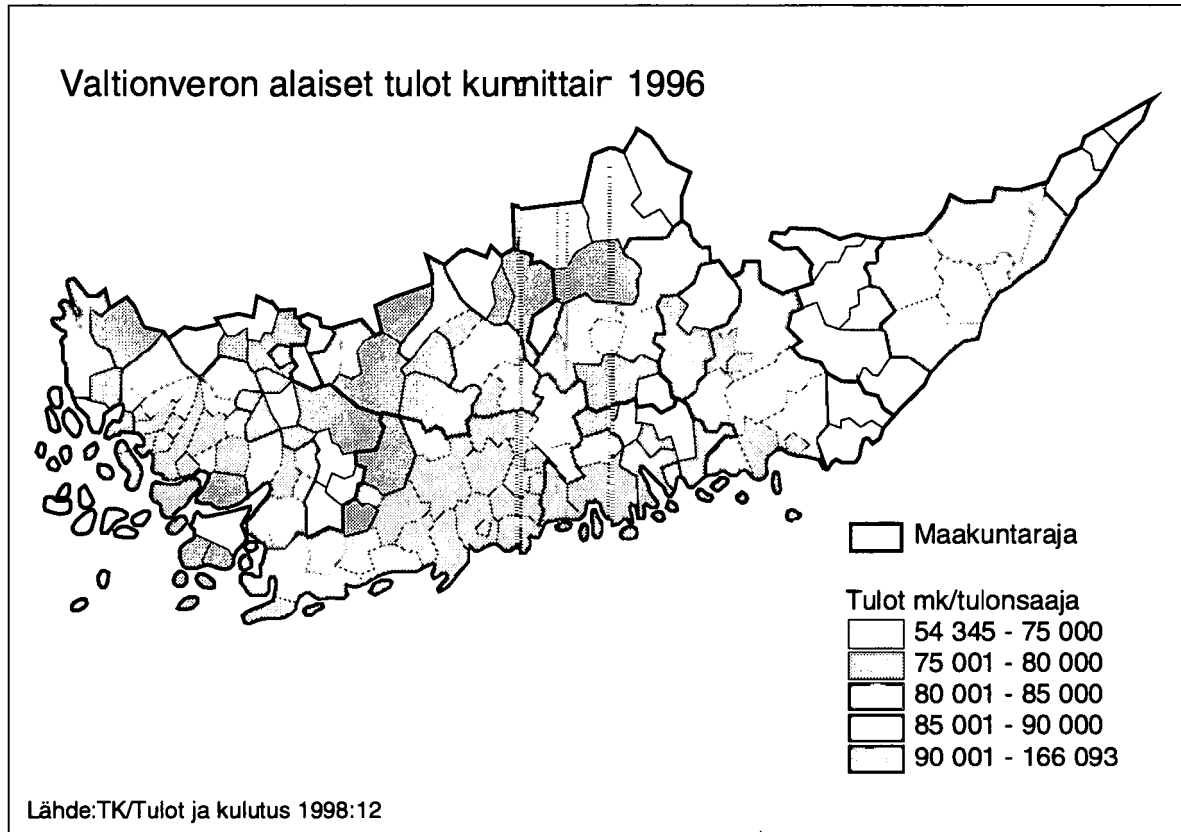 Valtionveron alaiset tulot kunnittain 1996
Maakuntaraja
Tulot mk/tulonsaaja
54 345 - 75 000
75 001 - 80 000
80 001 - 85 000
85 001 - 90 000
90 001 - 166 093
Lähde:TK/Tulot ja kulutus 1998:12